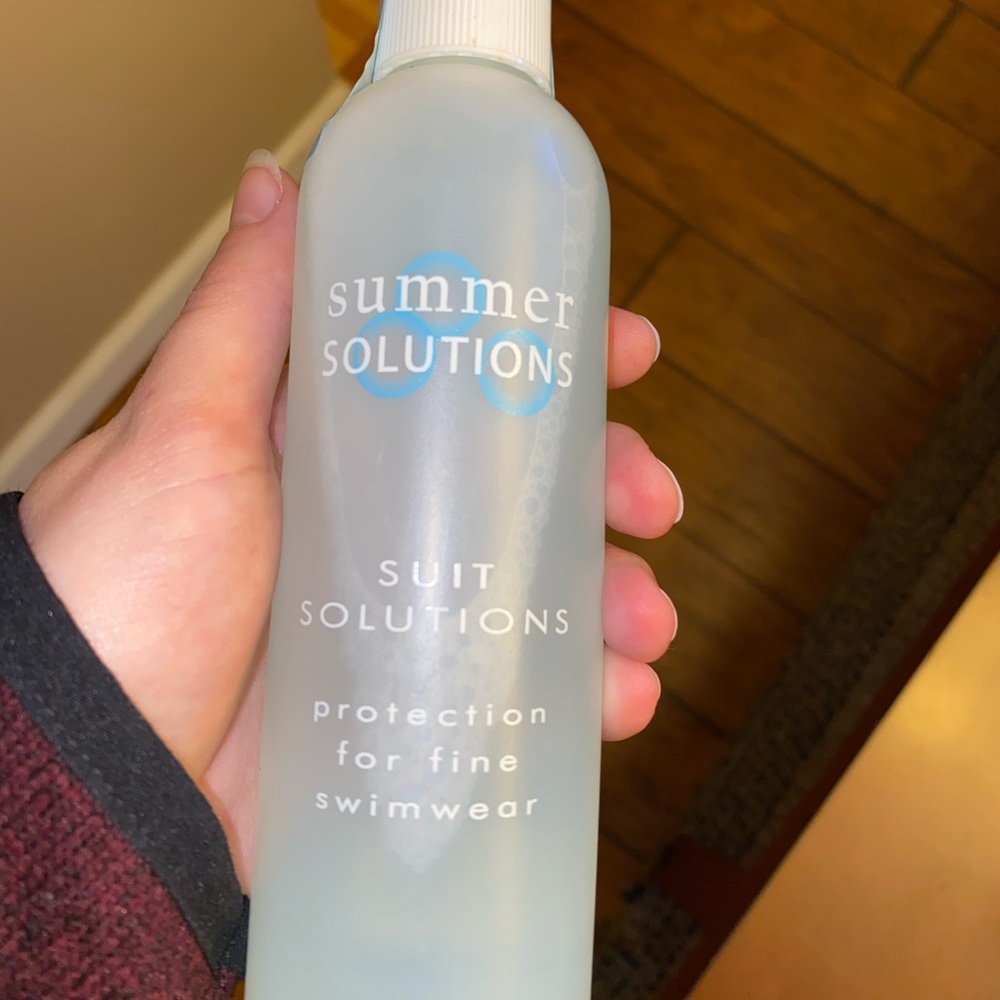 summer
SOLUTIONS
SUIT
SOLUTIONS
protection
for fine
swimwear